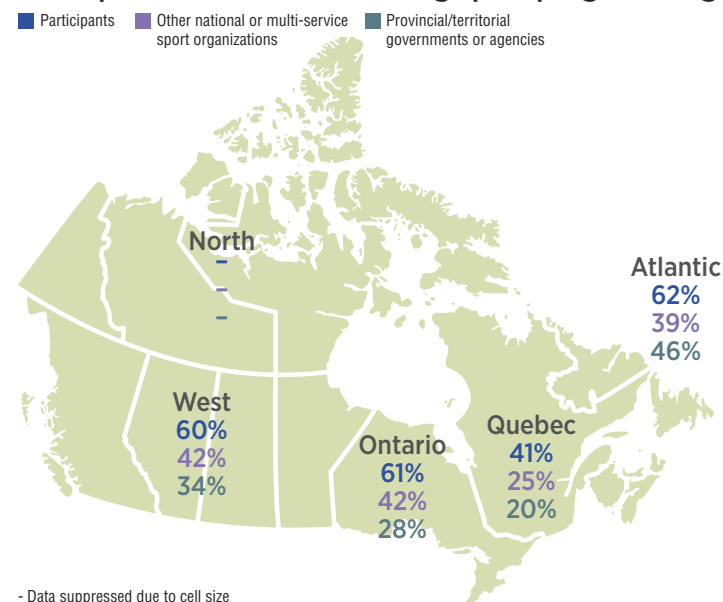 Participants
Other national or multi-service
sport organizations
Provincial/territorial
governments or agencies
North
-
-
-
Atlantic
62%
39%
46%
West
60%
42%
34%
Ontario
61%
42%
28%
Quebec
41%
25%
20%
- Data suppressed due to cell size